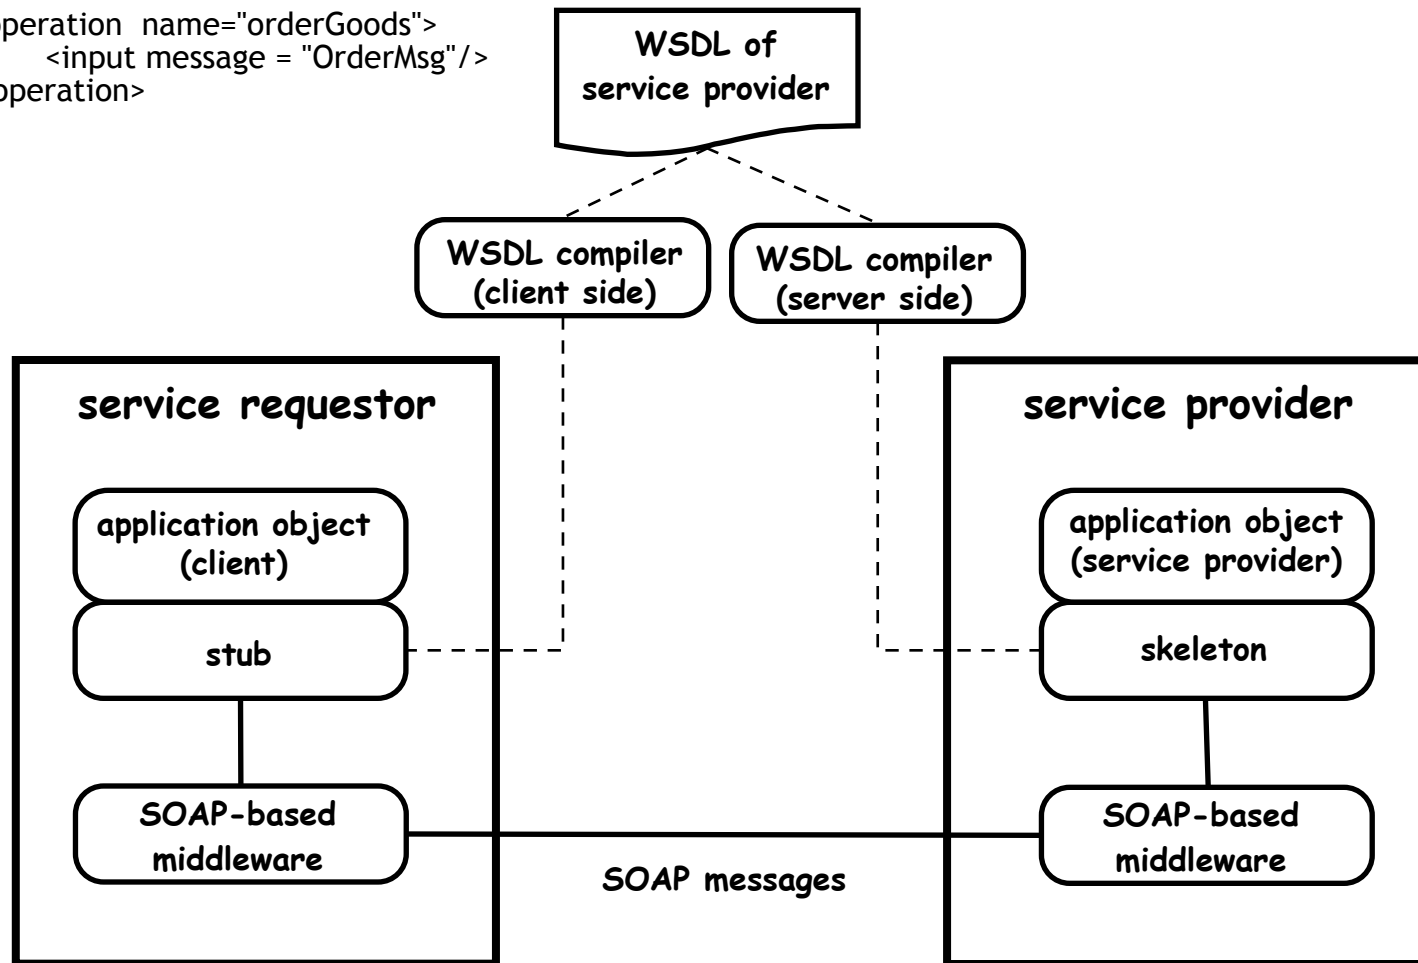 operation name="orderGoods">
<input message = "OrderMsg"/>
operation>
WSDL of
service provider
WSDL compiler
(client side)
WSDL compiler
(server side)
service requestor
service provider
application object
(client)
application object
(service provider)
stub
skeleton
SOAP-based
middleware
SOAP-based
middleware
SOAP messages